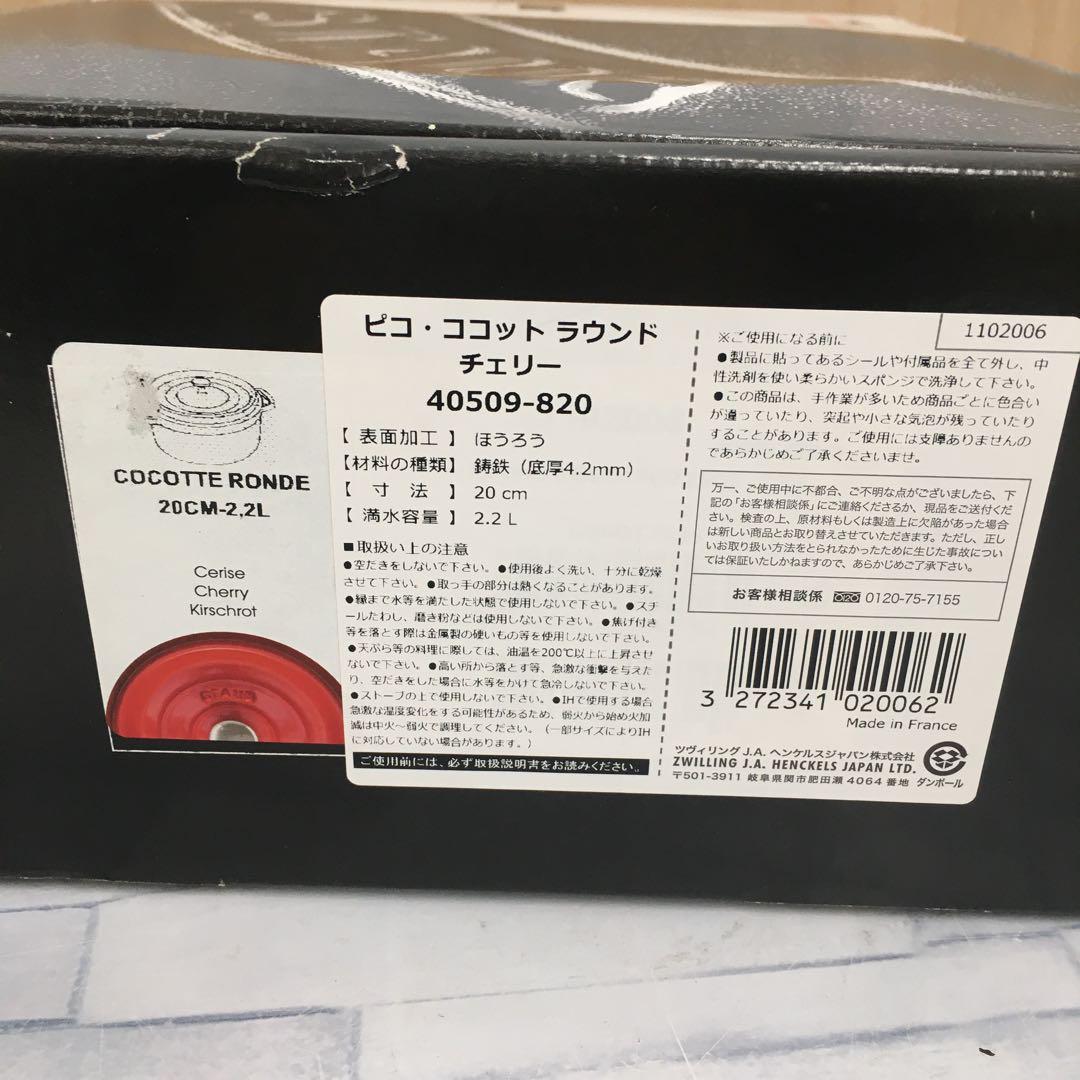 STAUB
COCOTTE RONDE
20CM-2,2L
Cerise
Cherry
Kirschrot
STAUB
ピコ・ココット ラウンド
チェリー
40509-820
【 表面加工 】 ほうろう
【材料の種類】 鋳鉄（底厚4.2mm）
【 寸 法 】 20 cm
【 満水容量 】 2.2 L
■取扱い上の注意
●空だきをしないで下さい。●使用後よく洗い、十分に乾燥
させて下さい。●取っ手の部分は熱くなることがあります。
●縁まで水等を満たした状態で使用しないで下さい。●スチ
ールたわし、磨き粉などは使用しないで下さい。●焦げ付き
等を落とす際は金属製の硬いもの等を使用しないで下さい。
●天ぷら等の料理に際しては、油温を200℃以上に上昇させ
ないで下さい。●高い所から落とす等、急激な衝撃を与えた
り、空だきをした場合に水等をかけて急冷しないで下さい。
●ストーブの上で使用しないで下さい。●IHで使用する場合
急激な温度変化をする可能性があるため、弱火から始め火加
減は中火～弱火で調理してください。（一部サイズによりIH
に対応していない場合があります。）
ご使用前には、必ず取扱説明書をお読みください。
1102006
※ご使用になる前に
●製品に貼ってあるシールや付属品を全て外し、中
性洗剤を使い柔らかいスポンジで洗浄して下さい。
●この商品は、手作業が多いため商品ごとに色合い
が違っていたり、突起や小さな気泡が残っていたり
することがあります。ご使用には支障ありませんの
であらかじめご了承くださいませ。
万一、ご使用中に不都合、ご不明な点がございましたら、下
記の「お客様相談係」にご連絡くださるか、現品をご送付くだ
さい。検査の上、原材料もしくは製造上に欠陥があった場合
は新しい商品とお取り替えさせていただきます。ただし、正し
いお取り扱い方法をとられなかったために生じた事故につい
ては保証いたしかねますので、あらかじめご了承下さい。
お客様相談係 0120-75-7155
3 272341 020062
Made in France
ツヴィリング J.A. ヘンケルスジャパン株式会社
ZWILLING J.A. HENCKELS JAPAN LTD.
〒501-3911 岐阜県関市肥田瀬 4064 番地 ダンボール